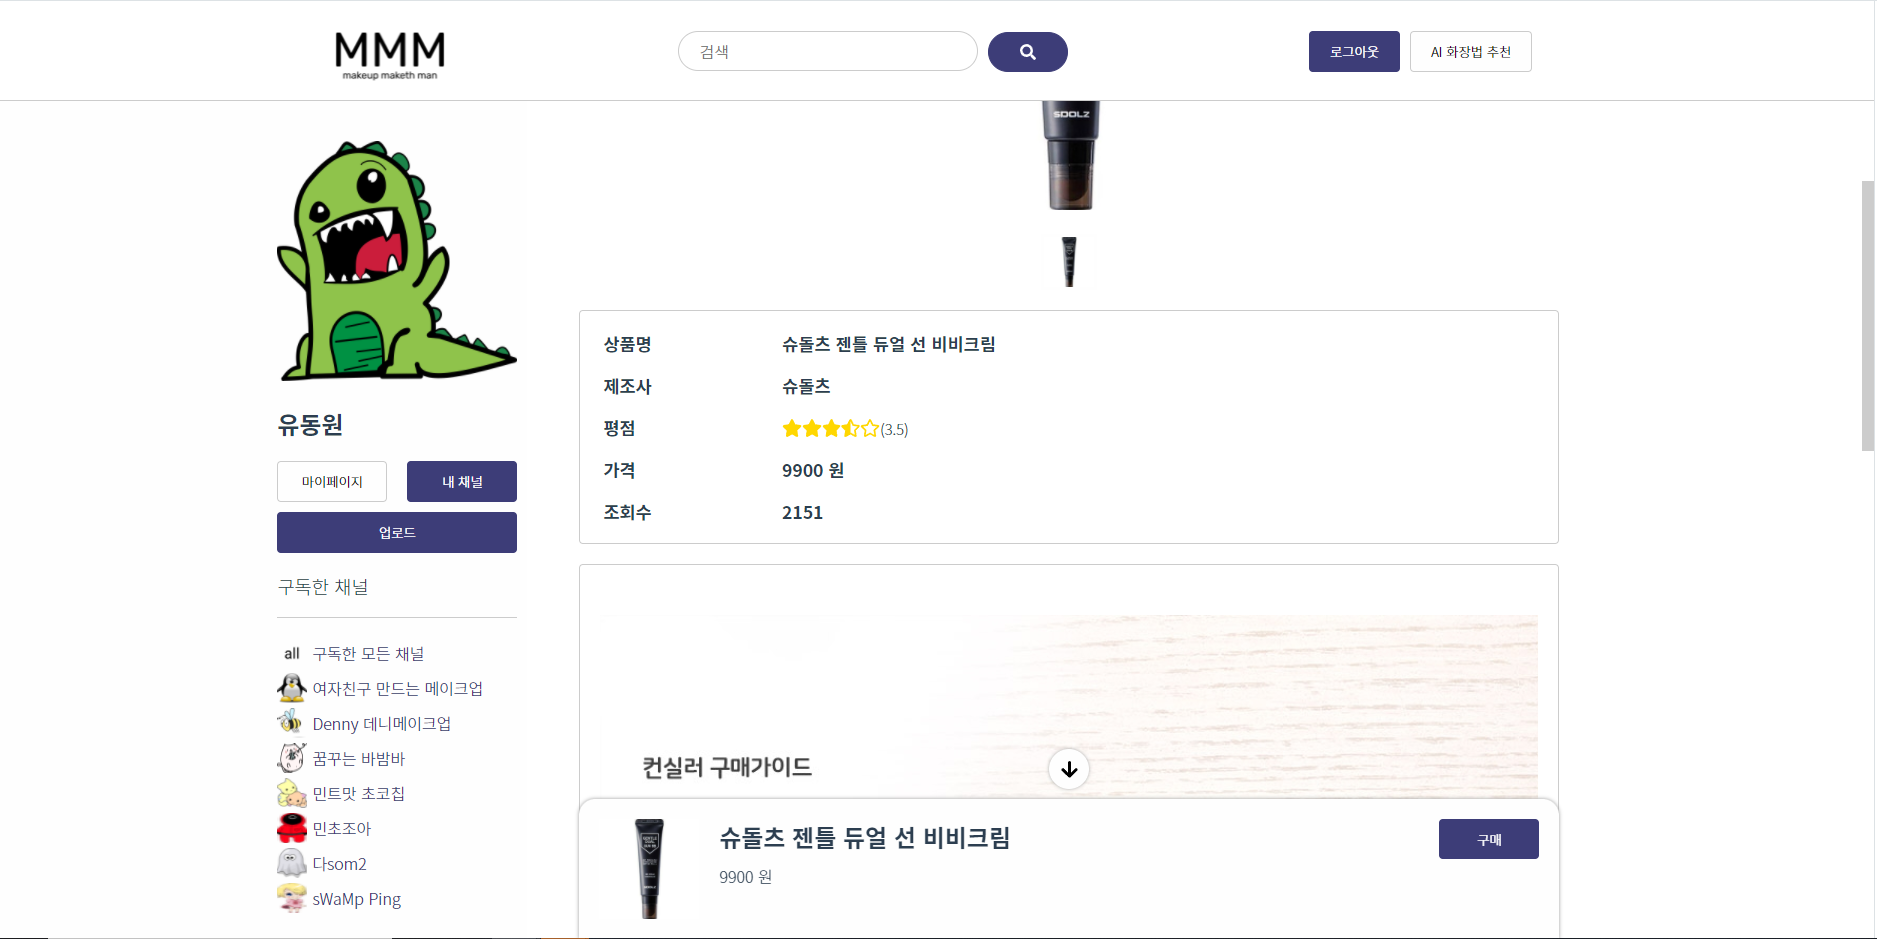 MMM
makeup maketh man
검색
로그아웃
AI 화장법 추천
SOOLZ
유동원
마이페이지
내 채널
업로드
구독한 채널
all 구독한 모든 채널
여자친구 만드는 메이크업
Denny 데니메이크업
꿈꾸는 바밤바
민트맛 초코칩
민초조아
다som2
sWaMp Ping
상품명 슈돌츠 젠틀 듀얼 선 비비크림
제조사 슈돌츠
평점 (3.5)
가격 9900 원
조회수 2151
컨실러 구매가이드
슈돌츠 젠틀 듀얼 선 비비크림
9900 원
구매